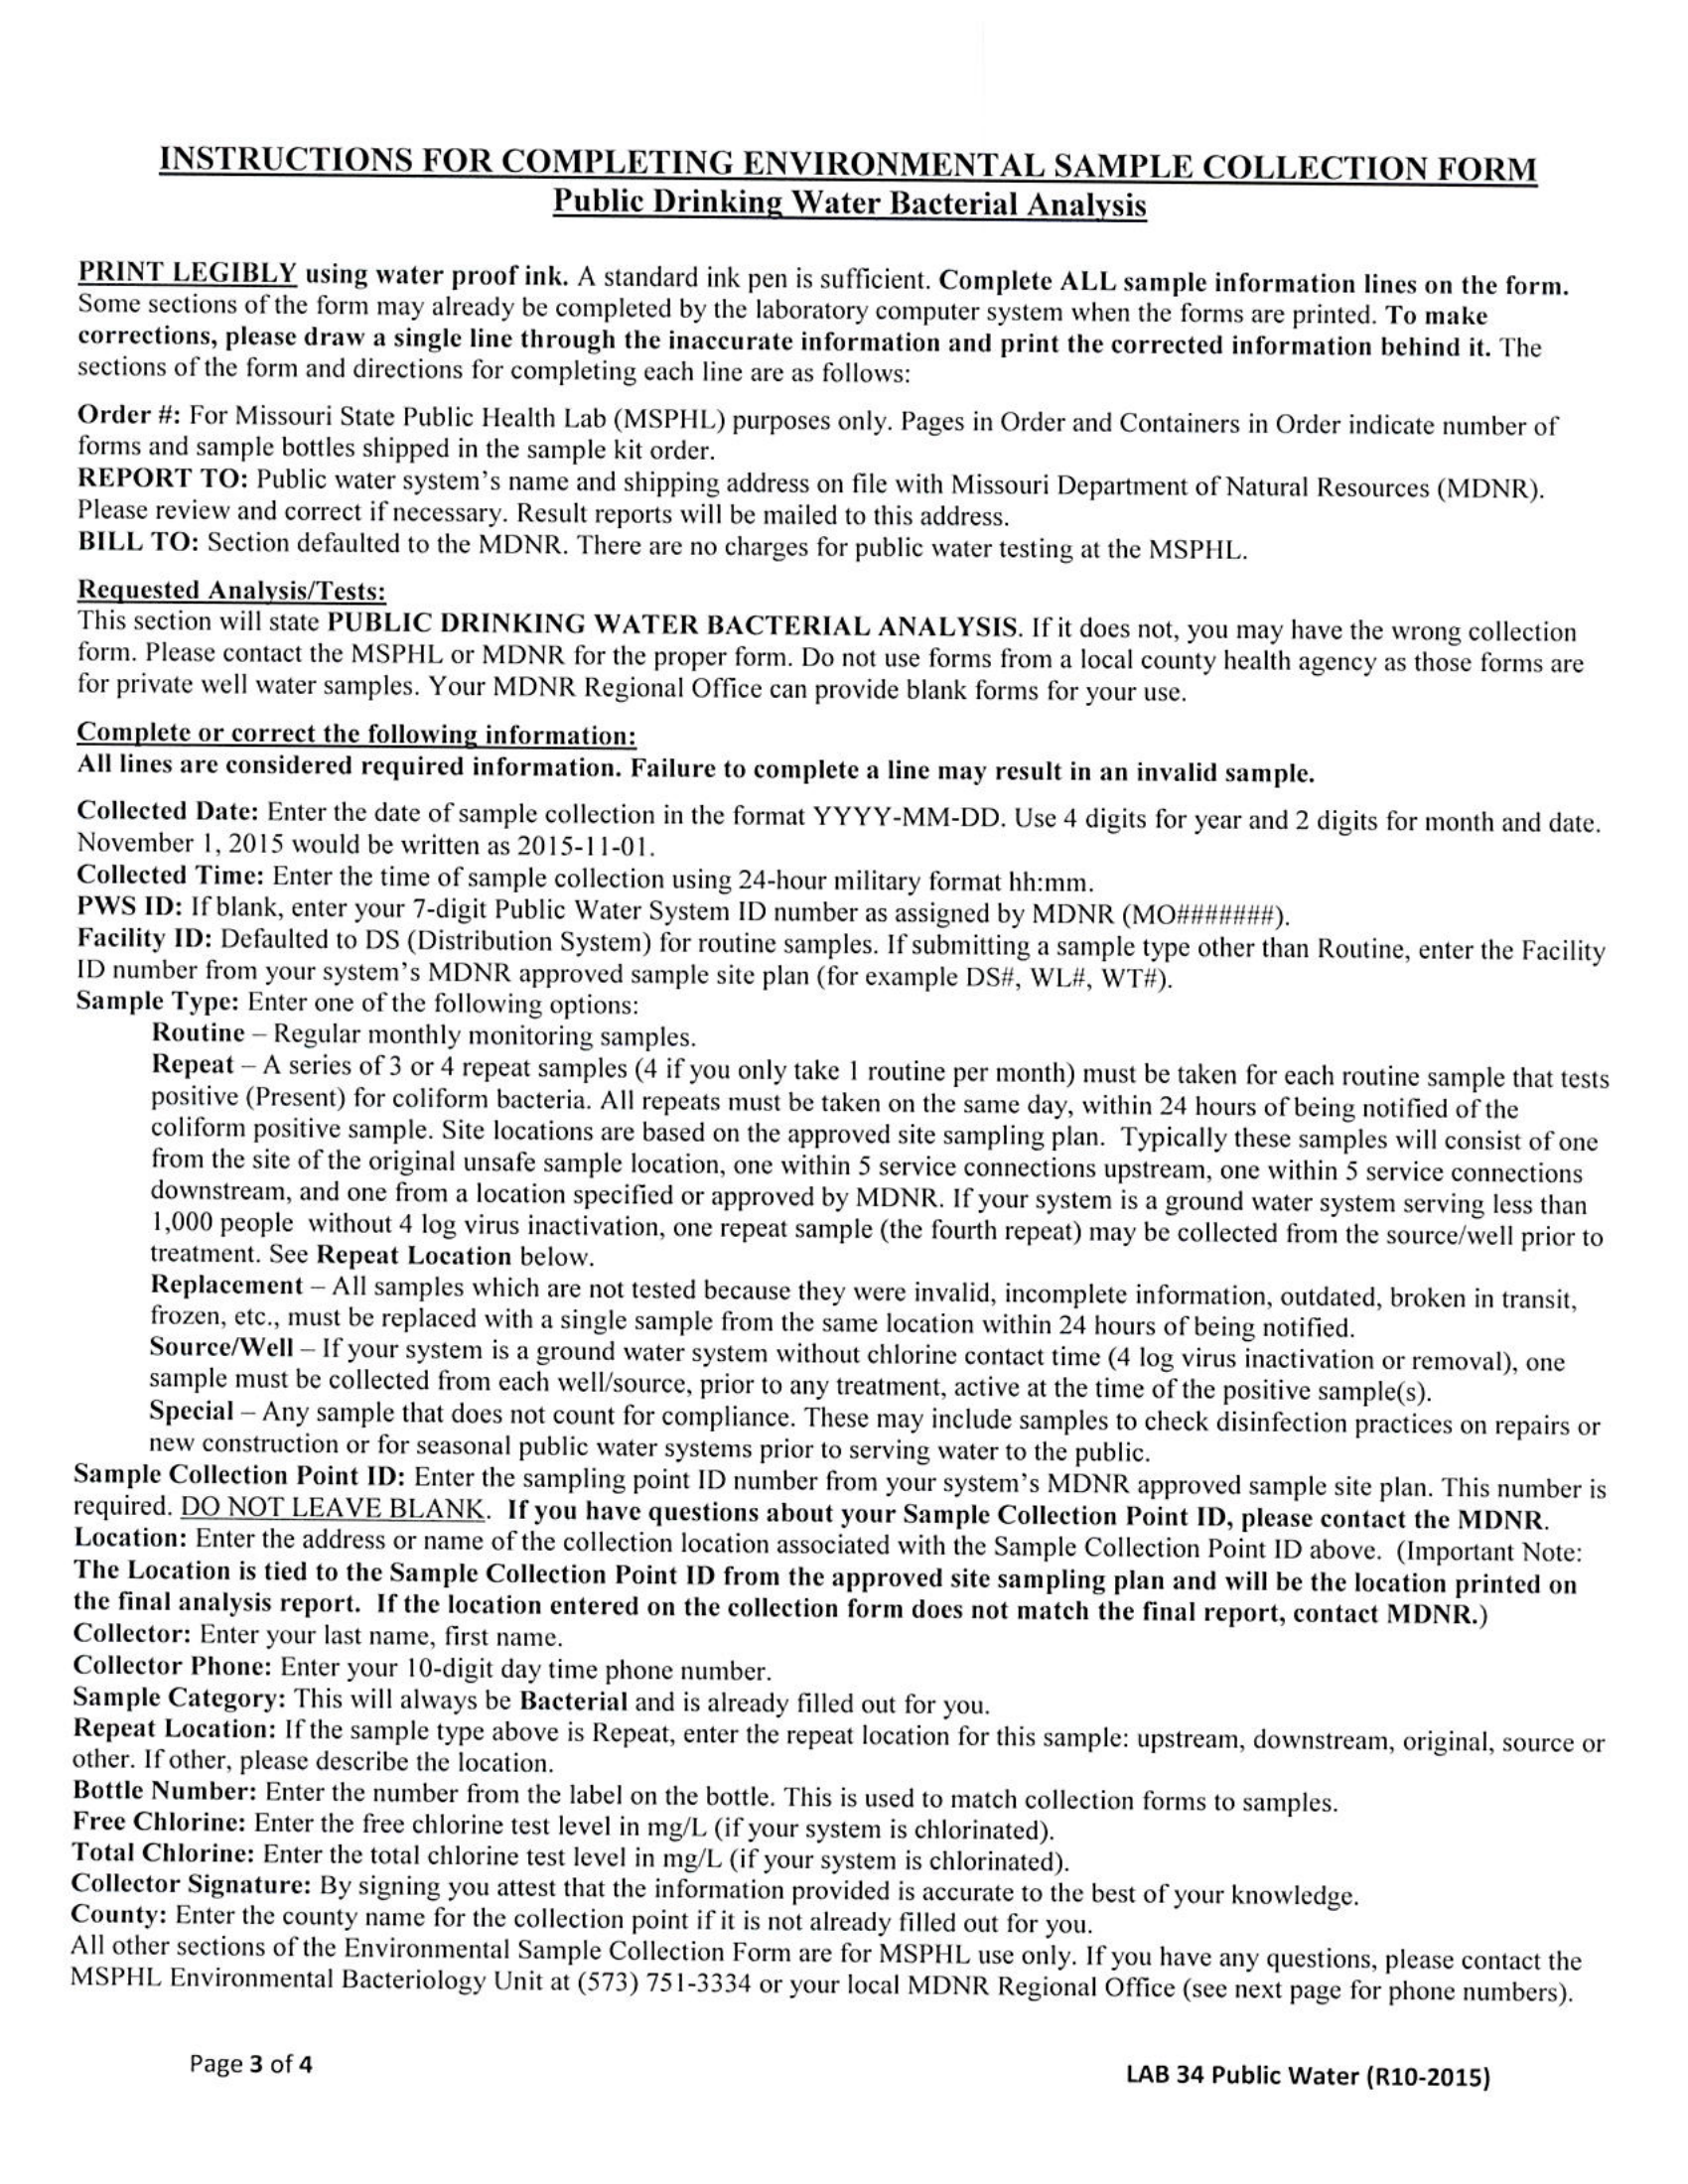 INSTRUCTIONS FOR COMPLETING ENVIRONMENTAL SAMPLE COLLECTION FORM
Public Drinking Water Bacterial Analysis
PRINT LEGIBLY using water proof ink. A standard ink pen is sufficient. Complete ALL sample information lines on the form.
Some sections of the form may already be completed by the laboratory computer system when the forms are printed. To make
corrections, please draw a single line through the inaccurate information and print the corrected information behind it. The
sections of the form and directions for completing each line are as follows:
Order #: For Missouri State Public Health Lab (MSPHL) purposes only. Pages in Order and Containers in Order indicate number of
forms and sample bottles shipped in the sample kit order.
REPORT TO: Public water system's name and shipping address on file with Missouri Department of Natural Resources (MDNR).
Please review and correct if necessary. Result reports will be mailed to this address.
BILL TO: Section defaulted to the MDNR. There are no charges for public water testing at the MSPHL.
Requested Analysis/Tests:
This section will state PUBLIC DRINKING WATER BACTERIAL ANALYSIS. If it does not, you may have the wrong collection
form. Please contact the MSPHL or MDNR for the proper form. Do not use forms from a local county health agency as those forms are
for private well water samples. Your MDNR Regional Office can provide blank forms for your use.
Complete or correct the following information:
All lines are considered required information. Failure to complete a line may result in an invalid sample.
Collected Date: Enter the date of sample collection in the format YYYY-MM-DD. Use 4 digits for year and 2 digits for month and date.
November 1, 2015 would be written as 2015-11-01.
Collected Time: Enter the time of sample collection using 24-hour military format hh:mm.
PWS ID: If blank, enter your 7-digit Public Water System ID number as assigned by MDNR (MO#######).
Facility ID: Defaulted to DS (Distribution System) for routine samples. If submitting a sample type other than Routine, enter the Facility
ID number from your system's MDNR approved sample site plan (for example DS#, WL#, WT#).
Sample Type: Enter one of the following options:
Routine – Regular monthly monitoring samples.
Repeat – A series of 3 or 4 repeat samples (4 if you only take 1 routine per month) must be taken for each routine sample that tests
positive (Present) for coliform bacteria. All repeats must be taken on the same day, within 24 hours of being notified of the
coliform positive sample. Site locations are based on the approved site sampling plan. Typically these samples will consist of one
from the site of the original unsafe sample location, one within 5 service connections upstream, one within 5 service connections
downstream, and one from a location specified or approved by MDNR. If your system is a ground water system serving less than
1,000 people without 4 log virus inactivation, one repeat sample (the fourth repeat) may be collected from the source/well prior to
treatment. See Repeat Location below.
Replacement – All samples which are not tested because they were invalid, incomplete information, outdated, broken in transit,
frozen, etc., must be replaced with a single sample from the same location within 24 hours of being notified.
Source/Well – If your system is a ground water system without chlorine contact time (4 log virus inactivation or removal), one
sample must be collected from each well/source, prior to any treatment, active at the time of the positive sample(s).
Special – Any sample that does not count for compliance. These may include samples to check disinfection practices on repairs or
new construction or for seasonal public water systems prior to serving water to the public.
Sample Collection Point ID: Enter the sampling point ID number from your system's MDNR approved sample site plan. This number is
required. DO NOT LEAVE BLANK. If you have questions about your Sample Collection Point ID, please contact the MDNR.
Location: Enter the address or name of the collection location associated with the Sample Collection Point ID above. (Important Note:
The Location is tied to the Sample Collection Point ID from the approved site sampling plan and will be the location printed on
the final analysis report. If the location entered on the collection form does not match the final report, contact MDNR.)
Collector: Enter your last name, first name.
Collector Phone: Enter your 10-digit day time phone number.
Sample Category: This will always be Bacterial and is already filled out for you.
Repeat Location: If the sample type above is Repeat, enter the repeat location for this sample: upstream, downstream, original, source or
other. If other, please describe the location.
Bottle Number: Enter the number from the label on the bottle. This is used to match collection forms to samples.
Free Chlorine: Enter the free chlorine test level in mg/L (if your system is chlorinated).
Total Chlorine: Enter the total chlorine test level in mg/L (if your system is chlorinated).
Collector Signature: By signing you attest that the information provided is accurate to the best of your knowledge.
County: Enter the county name for the collection point if it is not already filled out for you.
All other sections of the Environmental Sample Collection Form are for MSPHL use only. If you have any questions, please contact the
MSPHL Environmental Bacteriology Unit at (573) 751-3334 or your local MDNR Regional Office (see next page for phone numbers).
Page 3 of 4
LAB 34 Public Water (R10-2015)